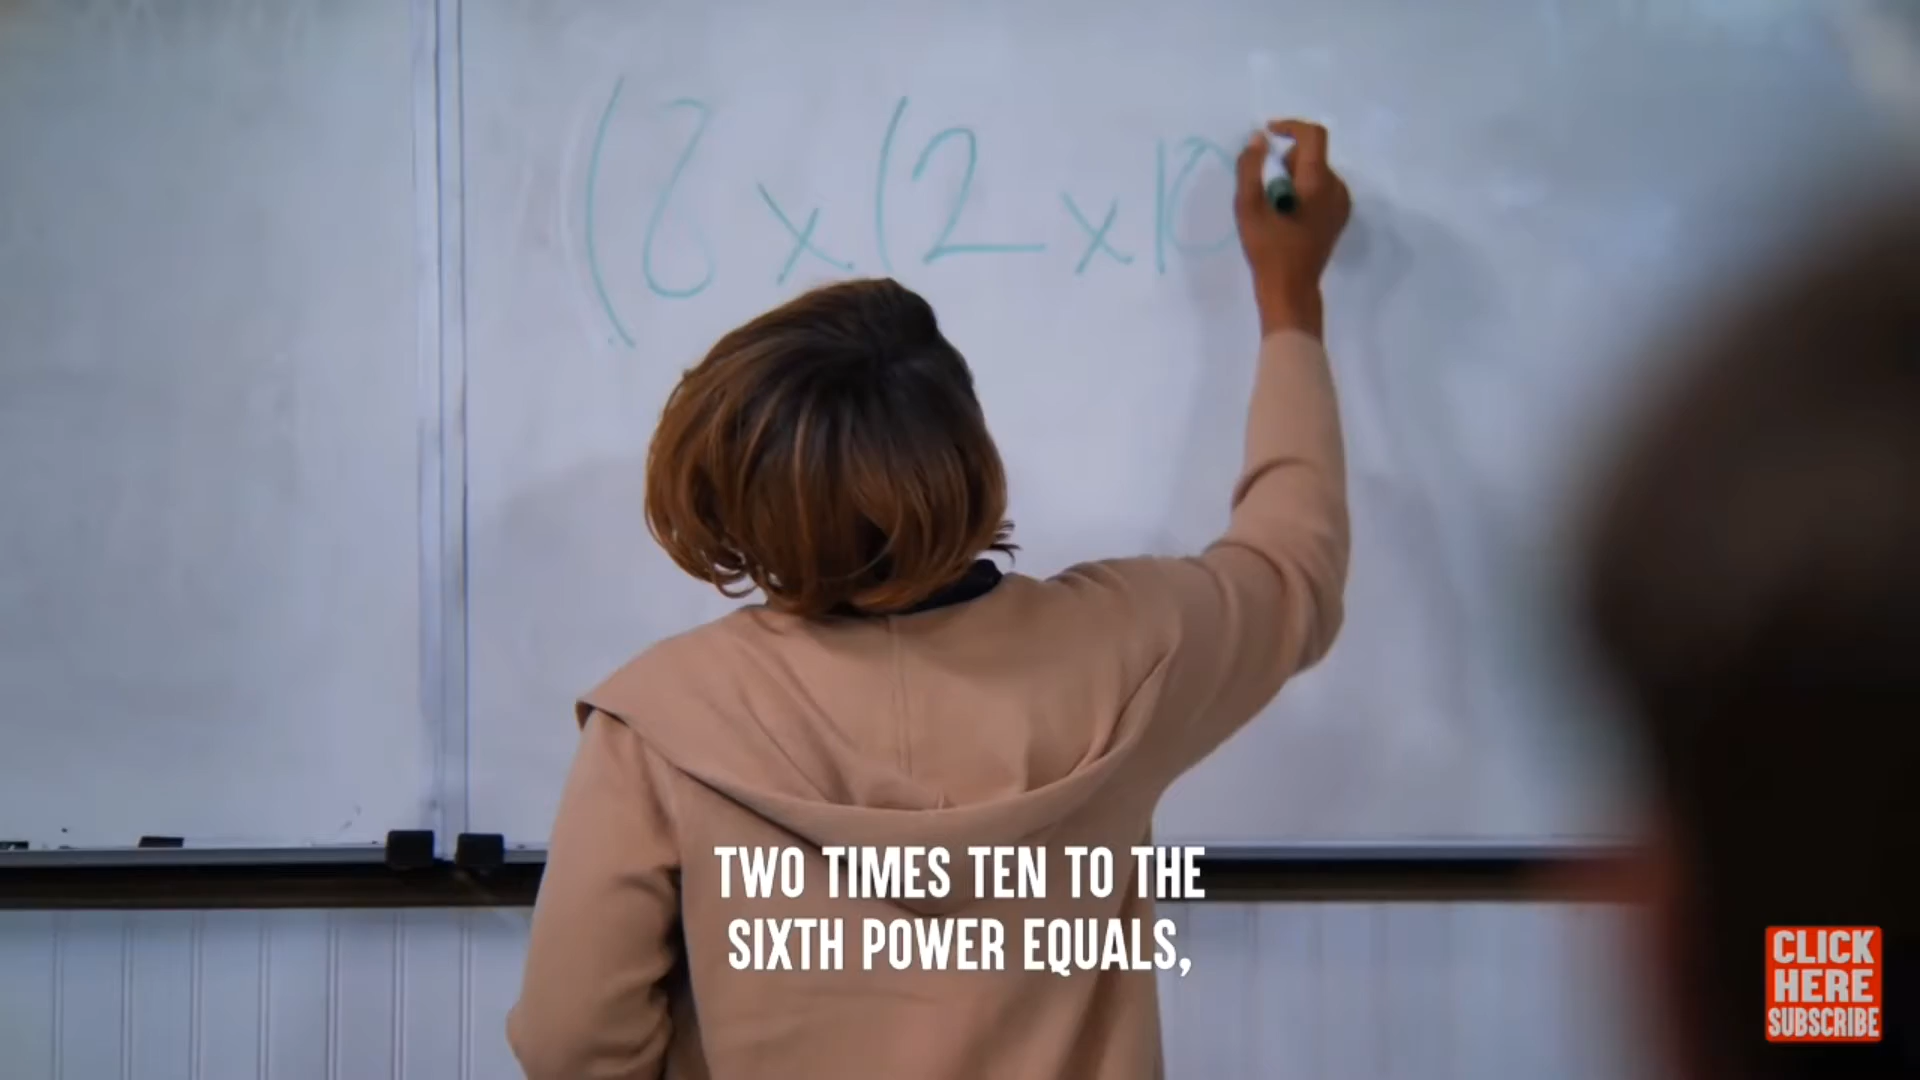 (8 x (2 x 10
TWO TIMES TEN TO THE
SIXTH POWER EQUALS,
CLICK
HERE
SUBSCRIBE